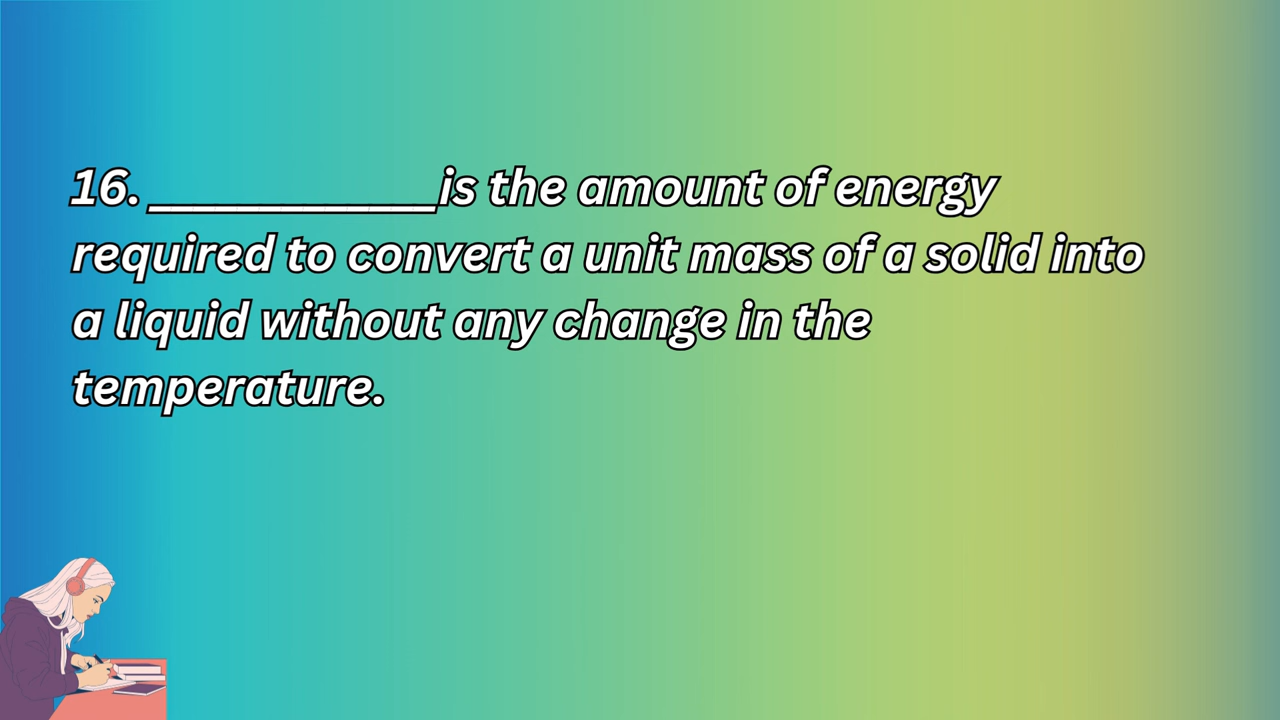 16. _____________is the amount of energy
required to convert a unit mass of a solid into
a liquid without any change in the
temperature.